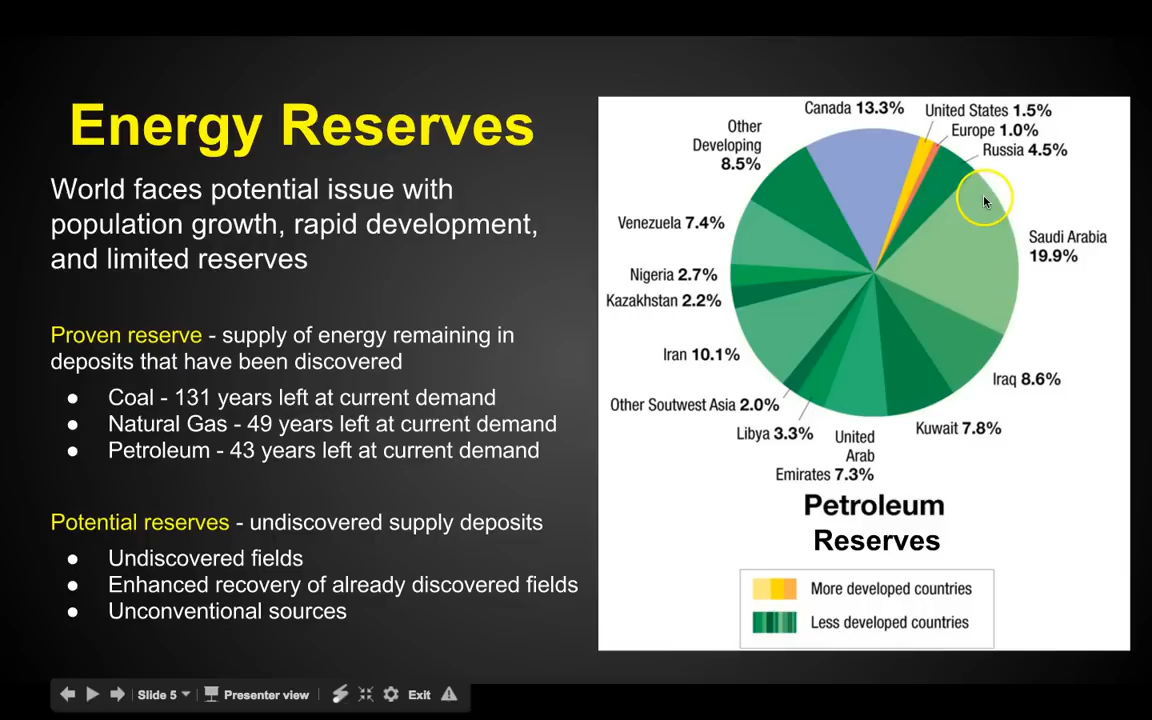 Energy Reserves
World faces potential issue with
population growth, rapid development,
and limited reserves
Proven reserve - supply of energy remaining in
deposits that have been discovered
● Coal - 131 years left at current demand
● Natural Gas - 49 years left at current demand
● Petroleum - 43 years left at current demand
Potential reserves - undiscovered supply deposits
● Undiscovered fields
● Enhanced recovery of already discovered fields
● Unconventional sources
Canada 13.3%
United States 1.5%
Europe 1.0%
Russia 4.5%
Saudi Arabia
19.9%
Iraq 8.6%
Kuwait 7.8%
United
Arab
Emirates 7.3%
Libya 3.3%
Other Soutwest Asia 2.0%
Iran 10.1%
Kazakhstan 2.2%
Nigeria 2.7%
Venezuela 7.4%
Other
Developing
8.5%
Petroleum
Reserves
More developed countries
Less developed countries
Slide 5
Presenter view
Exit